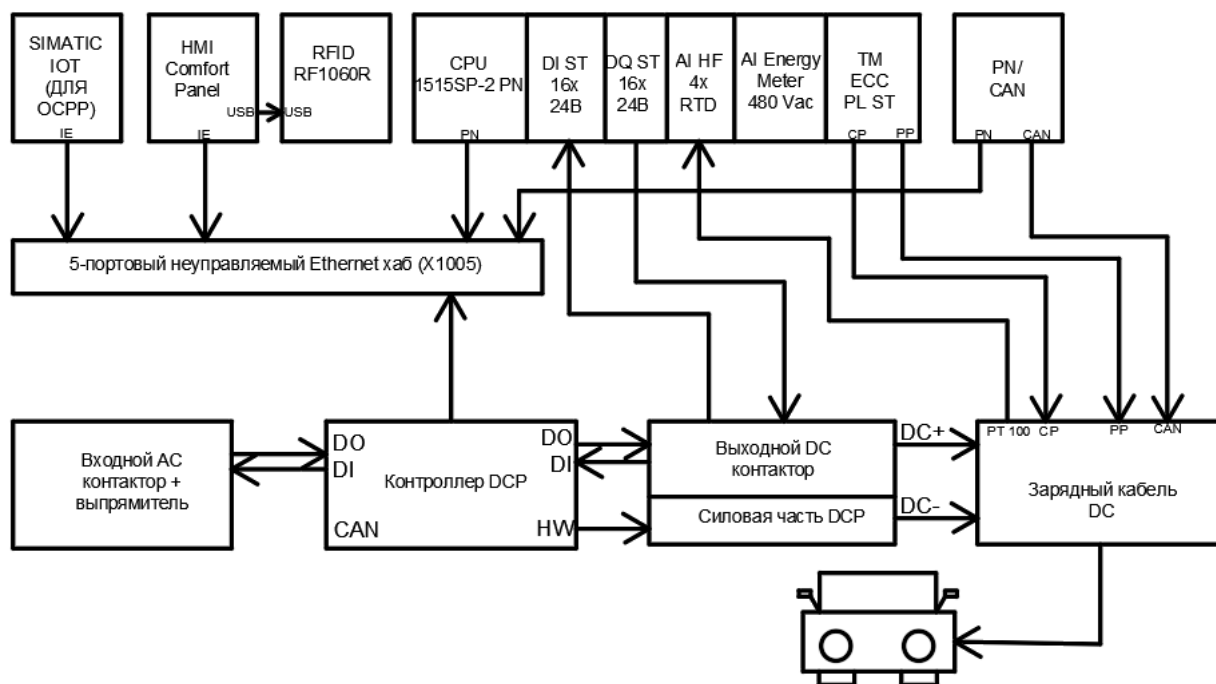 SIMATIC
IOT
(ДЛЯ
OCPP)
IE
HMI
Comfort
Panel
USB
IE
RFID
RF1060R
USB
CPU
1515SP-2 PN
PN
DI ST
16x
24В
DQ ST
16x
24В
AI HF
4x
RTD
AI Energy
Meter
480 Vac
TM
ECC
PL ST
CP
PP
PN/
CAN
PN
CAN
5-портовый неуправляемый Ethernet хаб (X1005)
Входной AC
контактор +
выпрямитель
DO
DI
CAN
Контроллер DCP
DO
DI
HW
Выходной DC
контактор
Силовая часть DCP
DC+
DC-
PT 100
CP
PP
CAN
Зарядный кабель
DC